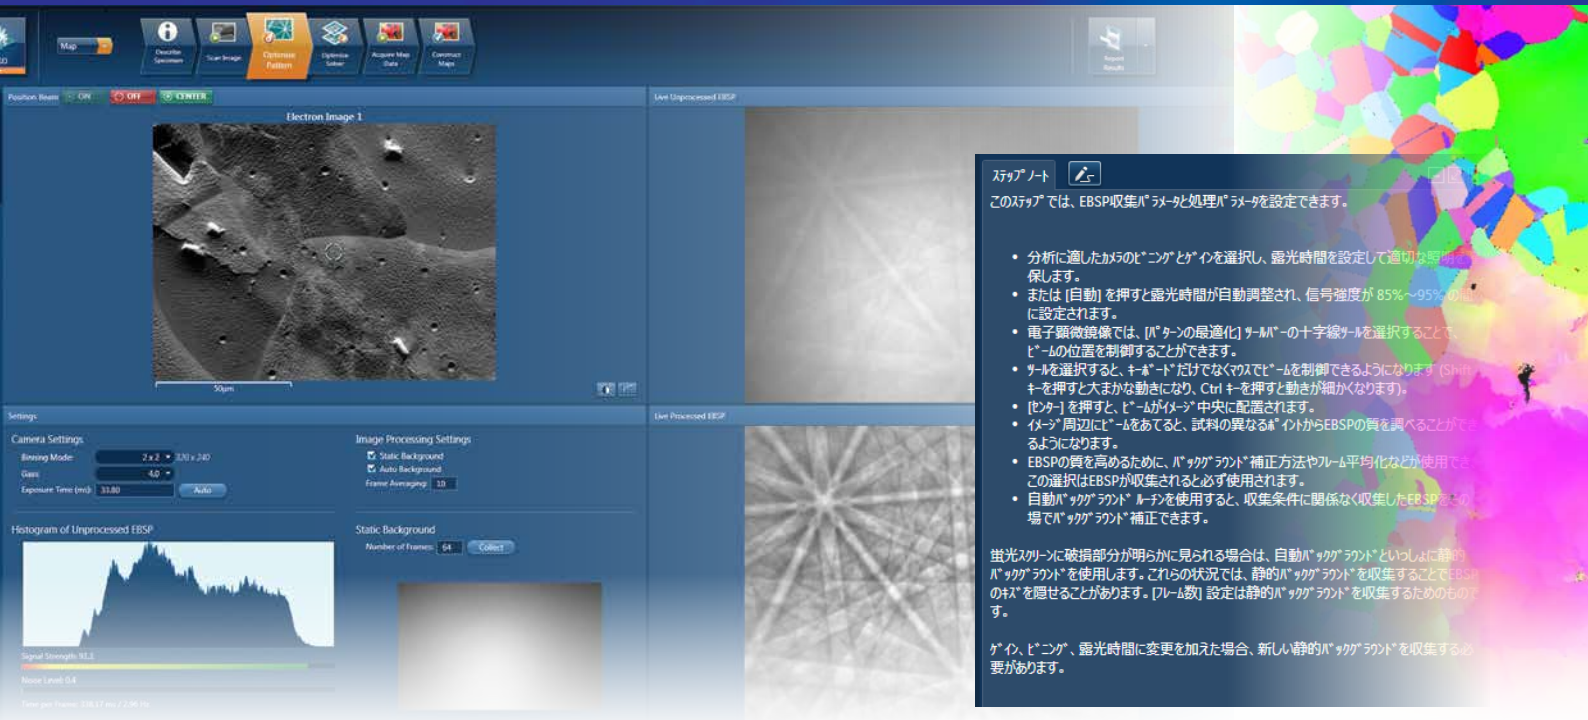 Map
Describe Specimen
Scan Image
Optimise Pattern
Optimise Solver
Acquire Map Data
Construct Maps
Report Results
Position Beam ON OFF CENTER
Electron Image 1
50μm
Live Unprocessed EBSP
Settings
Camera Settings
Binning Mode: 2 x 2 320 x 240
Gain: 4.0
Exposure Time (ms): 33.80 Auto
Histogram of Unprocessed EBSP
Signal Strength: 93.3
Noise Level: 0.4
Image Processing Settings
Static Background
Auto Background
Frame Averaging: 10
Static Background
Number of Frames: 64 Collect
Live Processed EBSP
ステップノート
このステップでは、EBSP収集パラメータと処理パラメータを設定できます。
• 分析に適したカメラのビニングとゲインを選択し、露光時間を設定して適切な照明を
保します。
• または [自動] を押すと露光時間が自動調整され、信号強度が 85%～95% の
に設定されます。
• 電子顕微鏡像では、[パターンの最適化] ツールバーの十字線ツールを選択することで、
ビームの位置を制御することができます。
• ツールを選択すると、キーボードだけでなくマウスでビームを制御できるようになります (Shift
キーを押すと大まかな動きになり、Ctrl キーを押すと動きが細かくなります)。
• [センター] を押すと、ビームがイメージ中央に配置されます。
• イメージ周辺にビームをあてると、試料の異なるポイントからEBSPの質を調べることができ
るようになります。
• EBSPの質を高めるために、バックグラウンド補正方法やフレーム平均化などが使用でき
この選択はEBSPが収集されると必ず使用されます。
• 自動バックグラウンド ルーチンを使用すると、収集条件に関係なく収集したEBSPをその
場でバックグラウンド補正できます。
蛍光スクリーンに破損部分が明らかに見られる場合は、自動バックグラウンドといっしょに静的
バックグラウンドを使用します。これらの状況では、静的バックグラウンドを収集することでEBSP
のキズを隠せることがあります。[フレーム数] 設定は静的バックグラウンドを収集するためのもので
す。
ゲイン、ビニング、露光時間に変更を加えた場合、新しい静的バックグラウンドを収集する必
要があります。